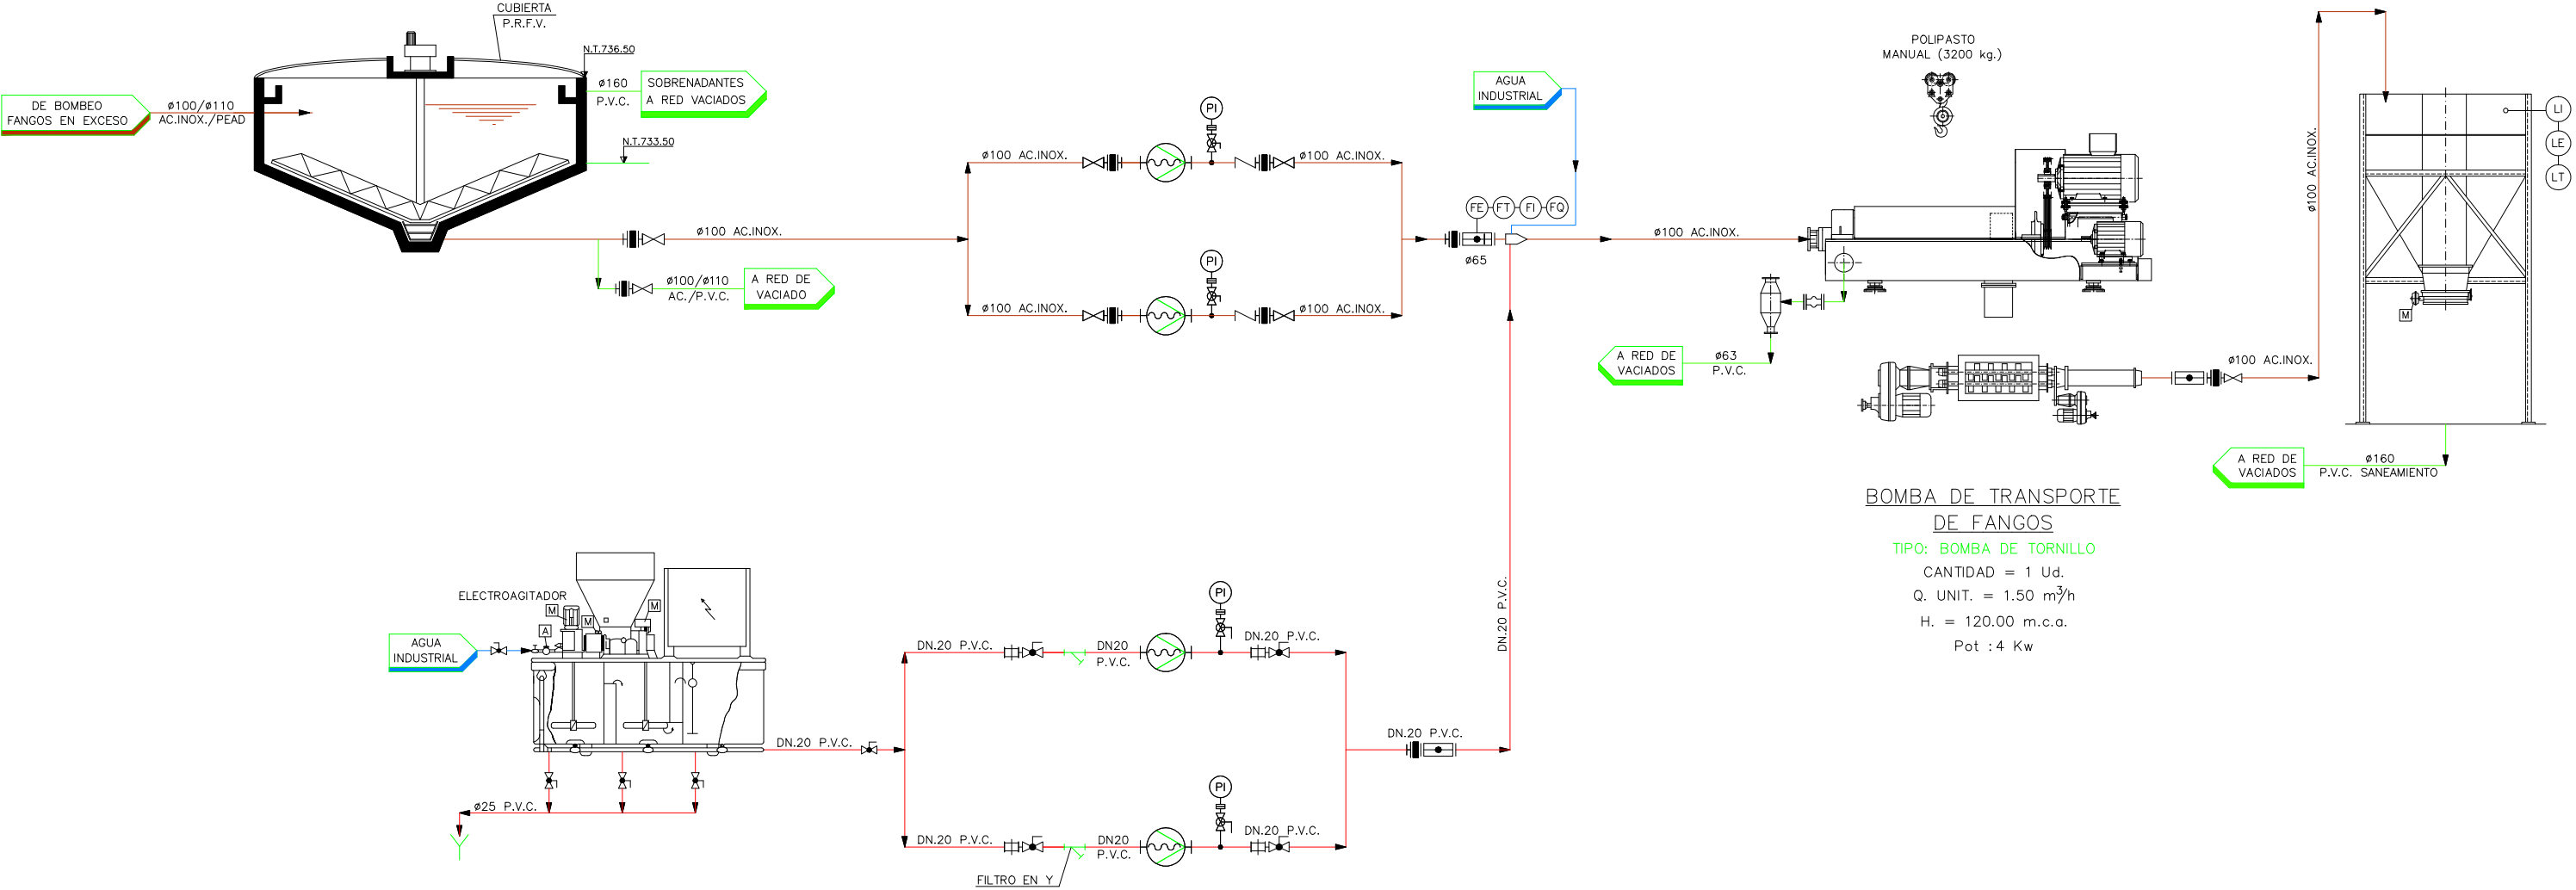 CUBIERTA
P.R.F.V.
N.T.736.50
DE BOMBEO
FANGOS EN EXCESO
ø100/ø110
AC.INOX./PEAD
ø160
P.V.C.
SOBRENADANTES
A RED VACIADOS
N.T.733.50
ø100 AC.INOX.
ø100/ø110
AC./P.V.C.
A RED DE
VACIADO
PI
ø100 AC.INOX.
ø100 AC.INOX.
PI
ø100 AC.INOX.
ø100 AC.INOX.
AGUA
INDUSTRIAL
FE
FT
FI
FQ
ø65
ø100 AC.INOX.
POLIPASTO
MANUAL (3200 kg.)
A RED DE
VACIADOS
ø63
P.V.C.
ø100 AC.INOX.
ø100 AC.INOX.
LI
LE
LT
M
A RED DE
VACIADOS
ø160
P.V.C. SANEAMIENTO
BOMBA DE TRANSPORTE
DE FANGOS
TIPO: BOMBA DE TORNILLO
CANTIDAD = 1 Ud.
Q. UNIT. = 1.50 m³/h
H. = 120.00 m.c.a.
Pot :4 Kw
ELECTROAGITADOR
M
M
M
A
AGUA
INDUSTRIAL
DN.20 P.V.C.
ø25 P.V.C.
DN.20 P.V.C.
DN20
P.V.C.
PI
DN.20 P.V.C.
DN.20 P.V.C.
DN20
P.V.C.
PI
DN.20 P.V.C.
FILTRO EN Y
DN.20 P.V.C.
DN.20 P.V.C.